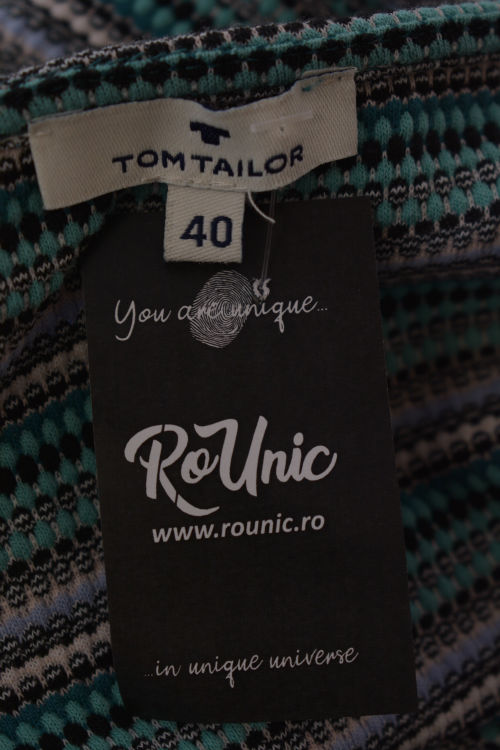 TOM TAILOR
40
You are unique...
RoUnic
www.rounic.ro
...in unique universe